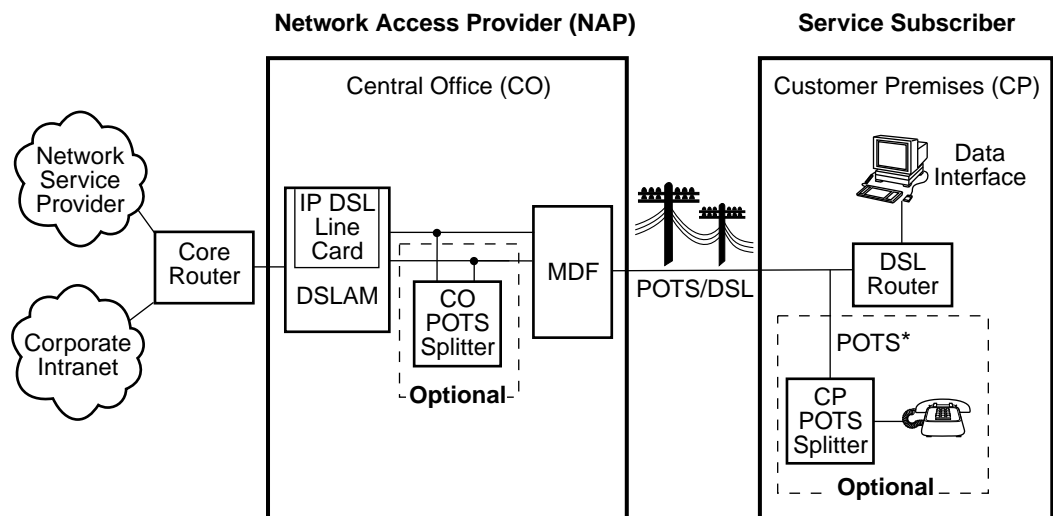 Network Access Provider (NAP)
Service Subscriber
Central Office (CO)
Customer Premises (CP)
Network
Service
Provider
Core
Router
Corporate
Intranet
IP DSL
Line
Card
DSLAM
CO
POTS
Splitter
Optional
MDF
POTS/DSL
Data
Interface
DSL
Router
POTS*
CP
POTS
Splitter
Optional